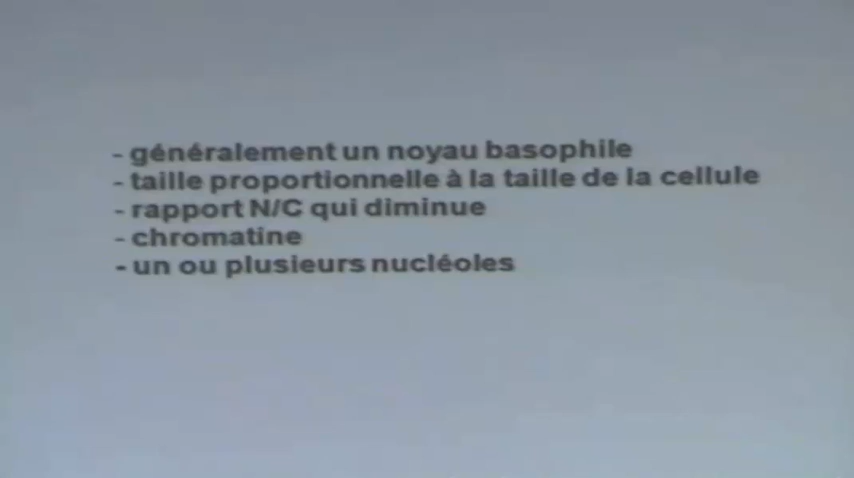 - généralement un noyau basophile
- taille proportionnelle à la taille de la cellule
- rapport N/C qui diminue
- chromatine
- un ou plusieurs nucléoles